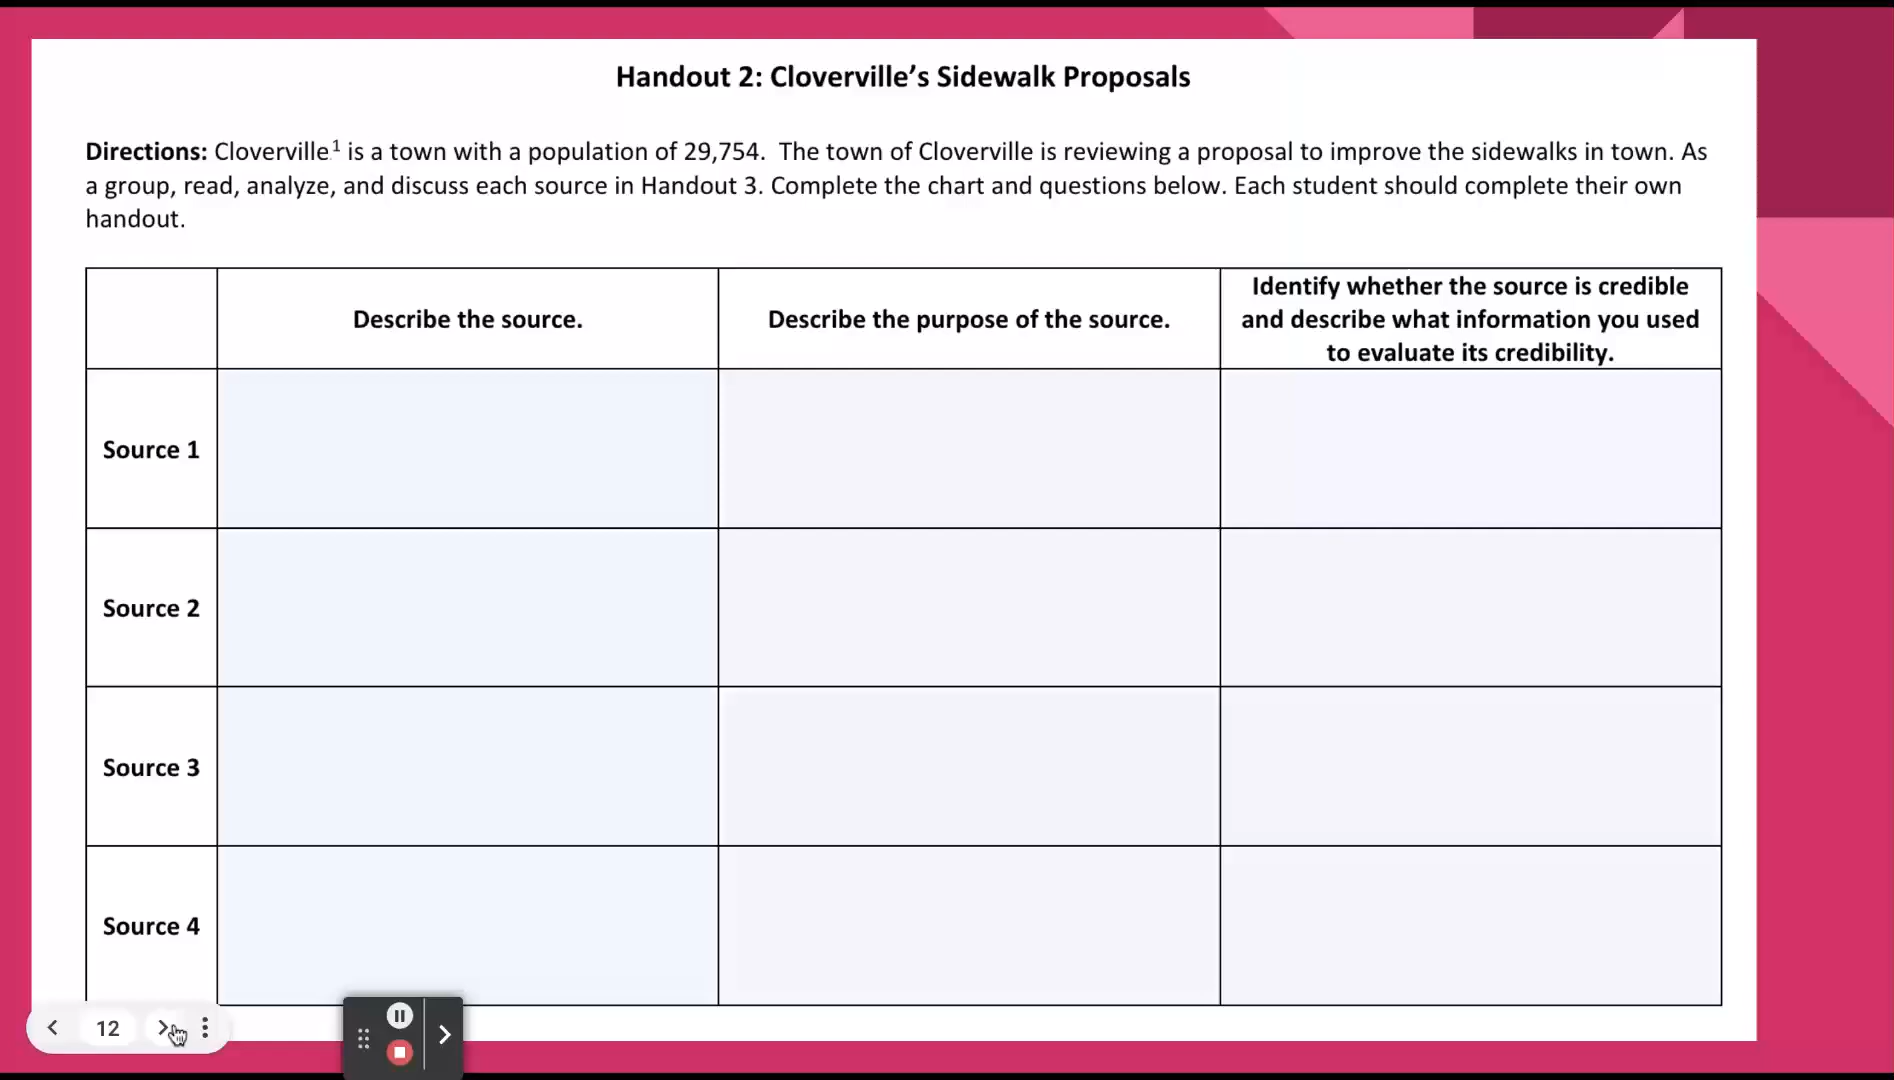 Handout 2: Cloverville’s Sidewalk Proposals
Directions: Cloverville¹ is a town with a population of 29,754.  The town of Cloverville is reviewing a proposal to improve the sidewalks in town. As
a group, read, analyze, and discuss each source in Handout 3. Complete the chart and questions below. Each student should complete their own
handout.
Describe the source.
Describe the purpose of the source.
Identify whether the source is credible
and describe what information you used
to evaluate its credibility.
Source 1
Source 2
Source 3
Source 4
12